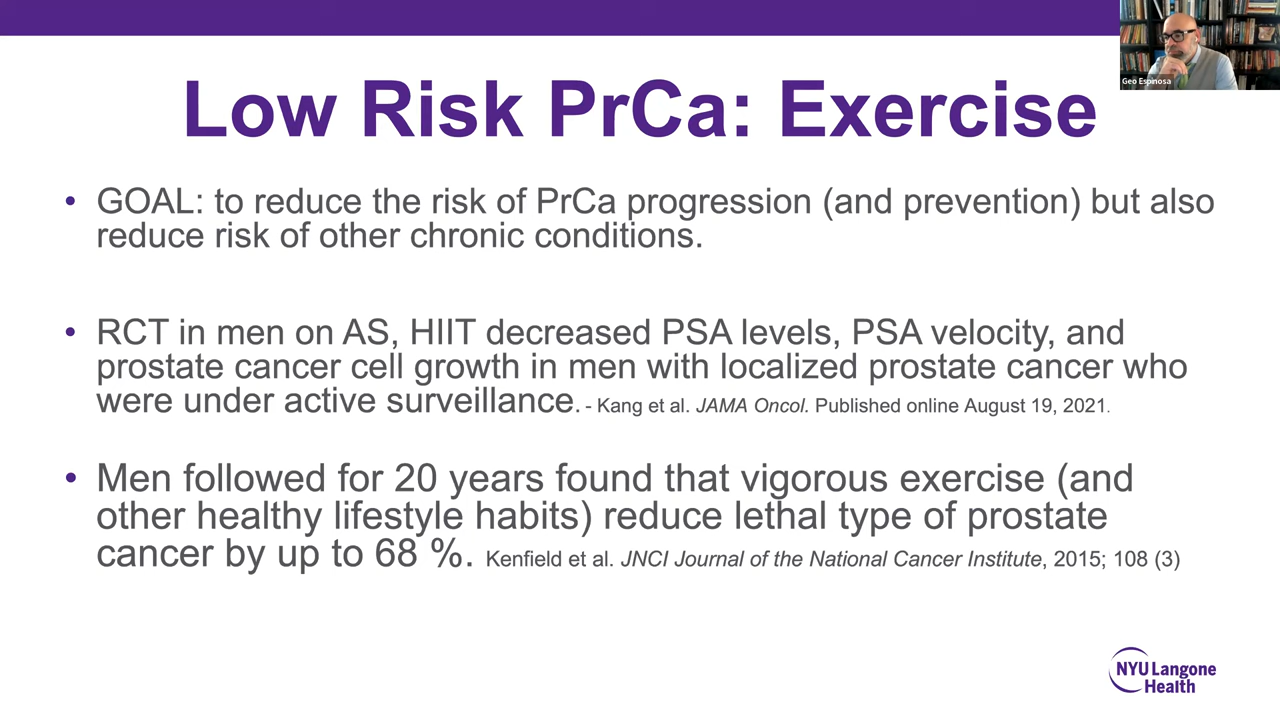 Geo Espinosa
Low Risk PrCa: Exercise
• GOAL: to reduce the risk of PrCa progression (and prevention) but also
reduce risk of other chronic conditions.
• RCT in men on AS, HIIT decreased PSA levels, PSA velocity, and
prostate cancer cell growth in men with localized prostate cancer who
were under active surveillance. - Kang et al. JAMA Oncol. Published online August 19, 2021.
• Men followed for 20 years found that vigorous exercise (and
other healthy lifestyle habits) reduce lethal type of prostate
cancer by up to 68 %. Kenfield et al. JNCI Journal of the National Cancer Institute, 2015; 108 (3)
NYU Langone
Health